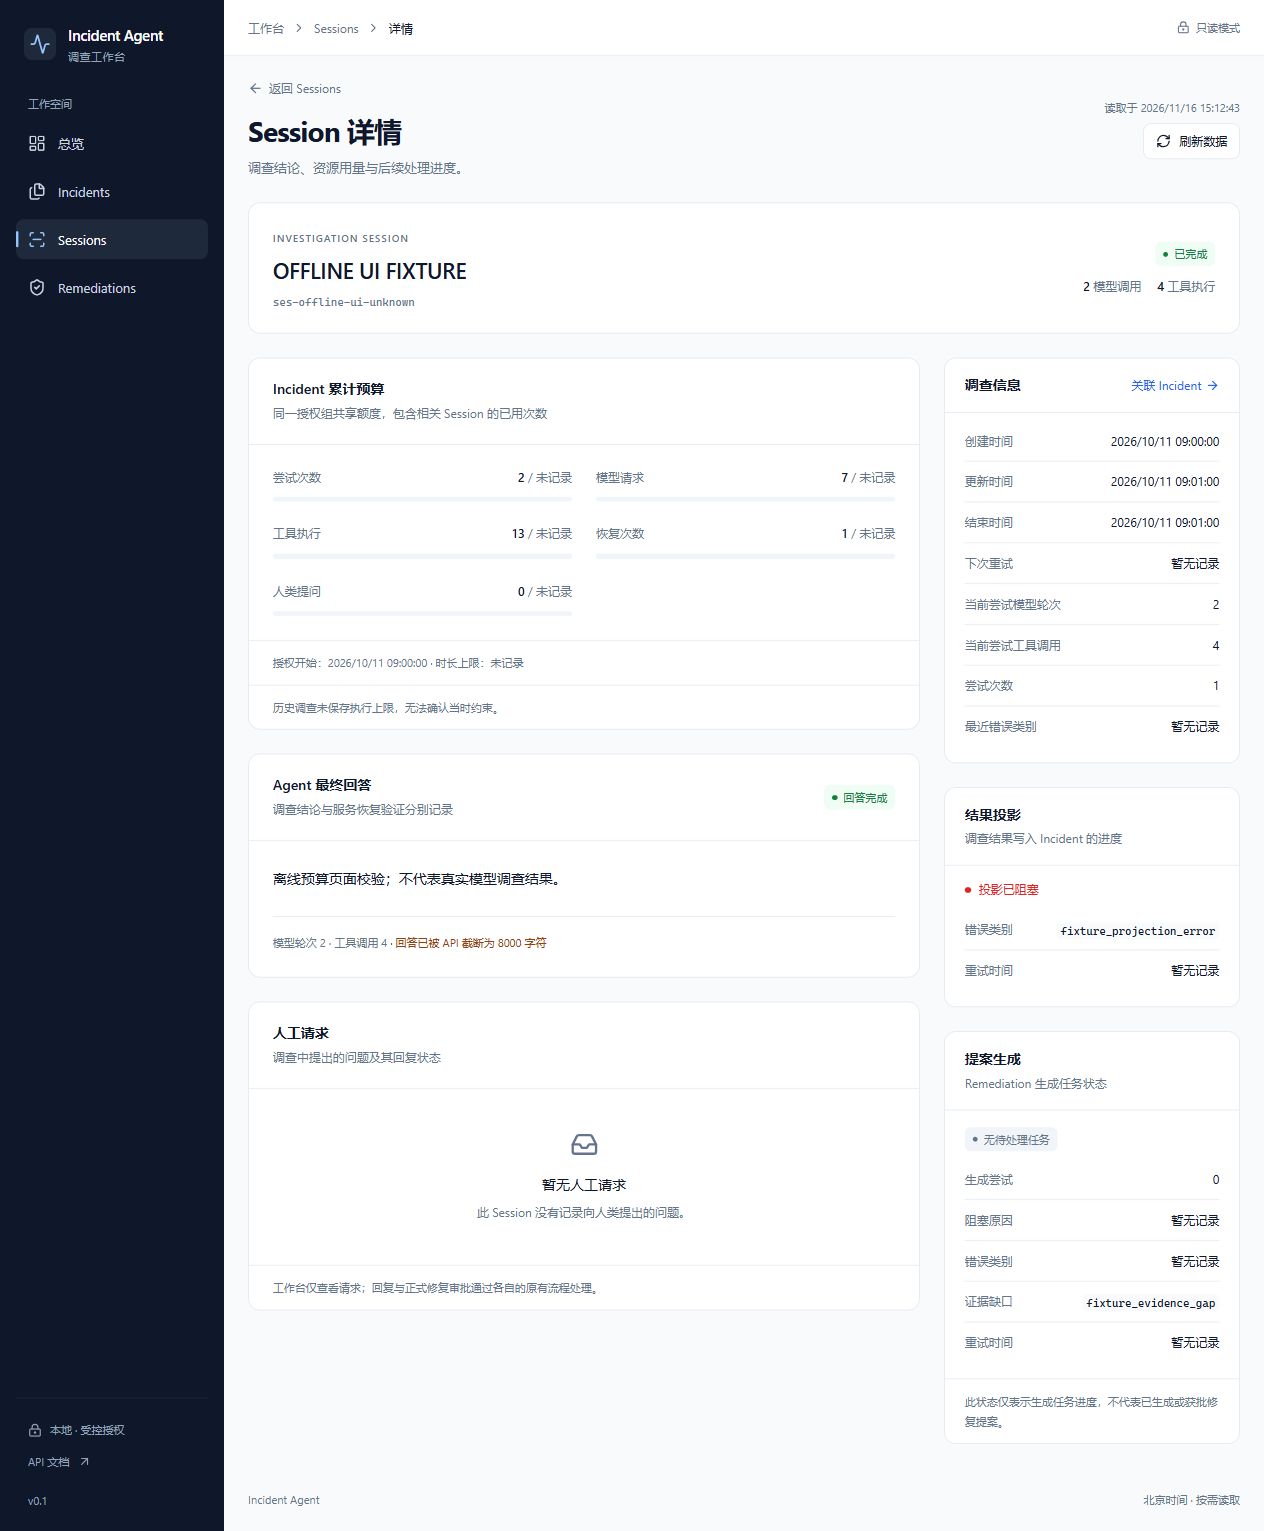 Incident Agent
调查工作台
工作空间
总览
Incidents
Sessions
Remediations
本地 · 受控授权
API 文档
v0.1
工作台 > Sessions > 详情
只读模式
返回 Sessions
Session 详情
调查结论、资源用量与后续处理进度。
读取于 2026/11/16 15:12:43
刷新数据
INVESTIGATION SESSION
OFFLINE UI FIXTURE
ses-offline-ui-unknown
已完成
2 模型调用 4 工具执行
Incident 累计预算
同一授权组共享额度，包含相关 Session 的已用次数
尝试次数 2 / 未记录
模型请求 7 / 未记录
工具执行 13 / 未记录
恢复次数 1 / 未记录
人类提问 0 / 未记录
授权开始：2026/10/11 09:00:00 · 时长上限：未记录
历史调查未保存执行上限，无法确认当时约束。
Agent 最终回答
调查结论与服务恢复验证分别记录
回答完成
离线预算页面校验；不代表真实模型调查结果。
模型轮次 2 · 工具调用 4 · 回答已被 API 截断为 8000 字符
人工请求
调查中提出的问题及其回复状态
暂无人工请求
此 Session 没有记录向人类提出的问题。
工作台仅查看请求；回复与正式修复审批通过各自的原有流程处理。
调查信息
关联 Incident →
创建时间 2026/10/11 09:00:00
更新时间 2026/10/11 09:01:00
结束时间 2026/10/11 09:01:00
下次重试 暂无记录
当前尝试模型轮次 2
当前尝试工具调用 4
尝试次数 1
最近错误类别 暂无记录
结果投影
调查结果写入 Incident 的进度
投影已阻塞
错误类别 fixture_projection_error
重试时间 暂无记录
提案生成
Remediation 生成任务状态
无待处理任务
生成尝试 0
阻塞原因 暂无记录
错误类别 暂无记录
证据缺口 fixture_evidence_gap
重试时间 暂无记录
此状态仅表示生成任务进度，不代表已生成或获批修
复提案。
Incident Agent
北京时间 · 按需读取